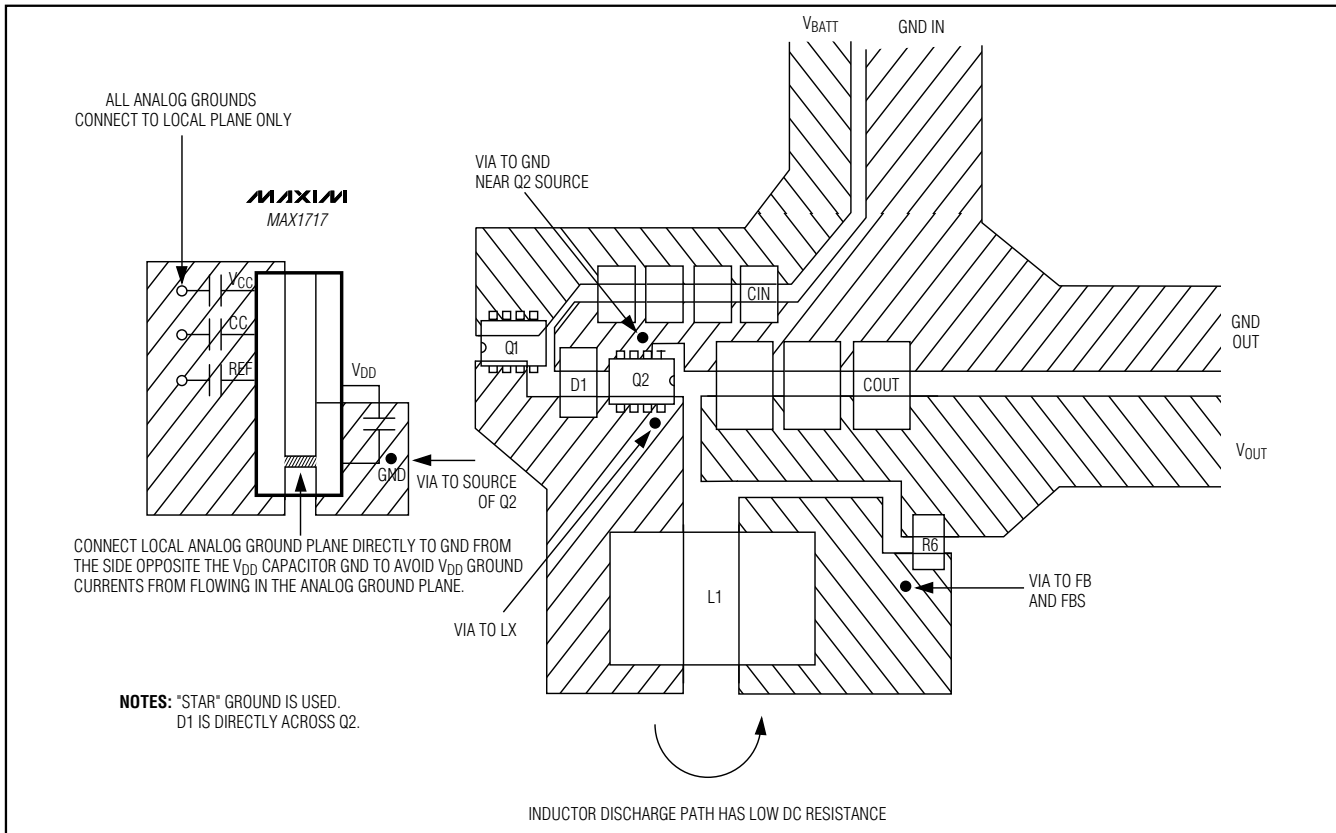 VBATT
GND IN
ALL ANALOG GROUNDS
CONNECT TO LOCAL PLANE ONLY
VIA TO GND
NEAR Q2 SOURCE
MAXIM
MAX1717
VCC
CC
REF
VDD
GND
VIA TO SOURCE
OF Q2
CIN
Q1
D1
Q2
COUT
GND
OUT
VOUT
CONNECT LOCAL ANALOG GROUND PLANE DIRECTLY TO GND FROM
THE SIDE OPPOSITE THE VDD CAPACITOR GND TO AVOID VDD GROUND
CURRENTS FROM FLOWING IN THE ANALOG GROUND PLANE.
R6
L1
VIA TO FB
AND FBS
VIA TO LX
NOTES: "STAR" GROUND IS USED.
D1 IS DIRECTLY ACROSS Q2.
INDUCTOR DISCHARGE PATH HAS LOW DC RESISTANCE